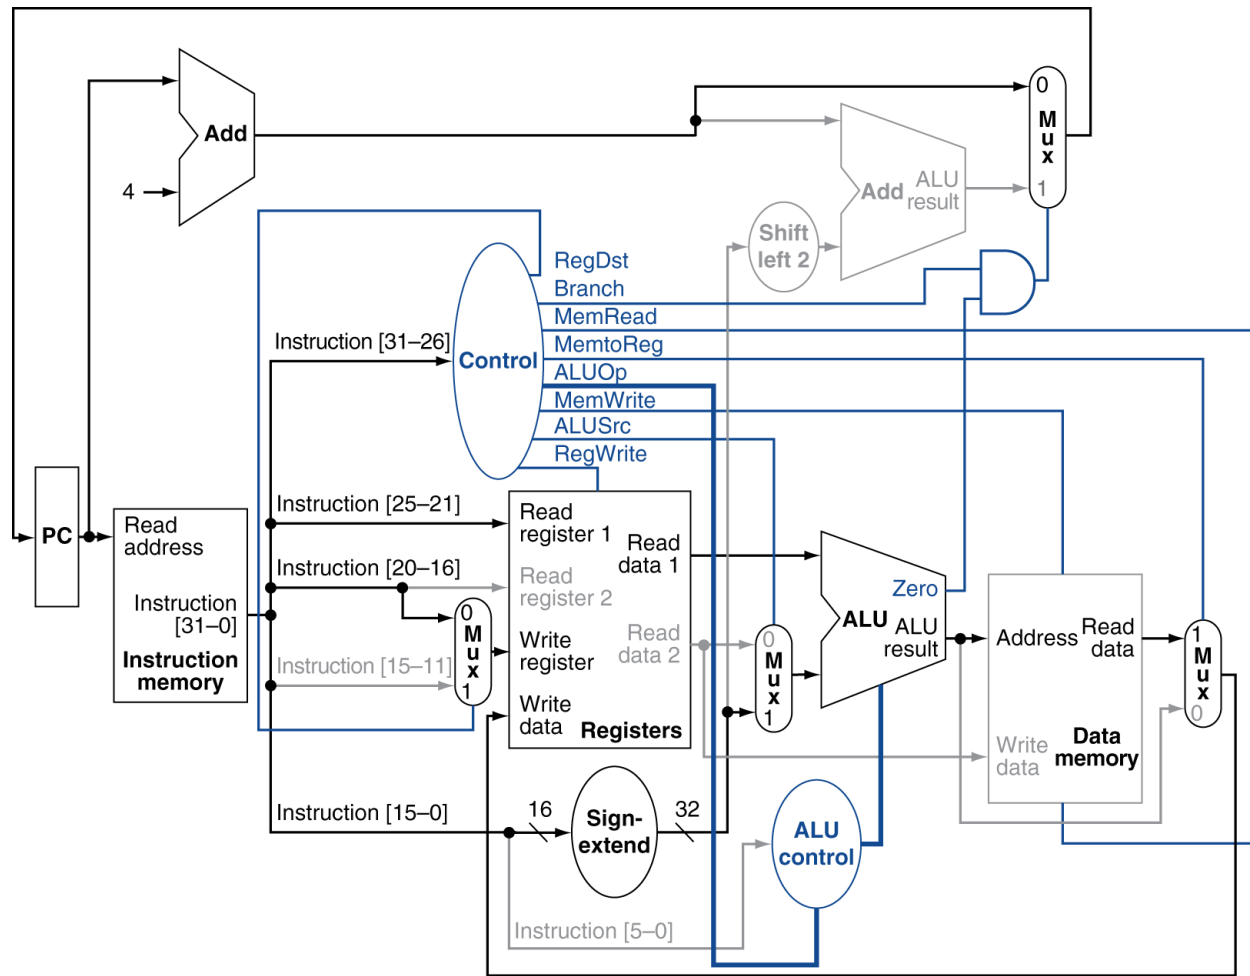 0
M
u
x
1
Add
4
Add
ALU
result
Shift
left 2
RegDst
Branch
MemRead
MemtoReg
ALUOp
MemWrite
ALUSrc
RegWrite
Control
Instruction [31–26]
Instruction [25–21]
Instruction [20–16]
Instruction [15–11]
Instruction [15–0]
Instruction [5–0]
PC
Read
address
Instruction
[31–0]
Instruction
memory
0
M
u
x
1
Read
register 1
Read
register 2
Write
register
Write
data
Read
data 1
Read
data 2
Registers
0
M
u
x
1
Zero
ALU
ALU
result
Address
Read
data
Write
data
Data
memory
1
M
u
x
0
16
Sign-
extend
32
ALU
control